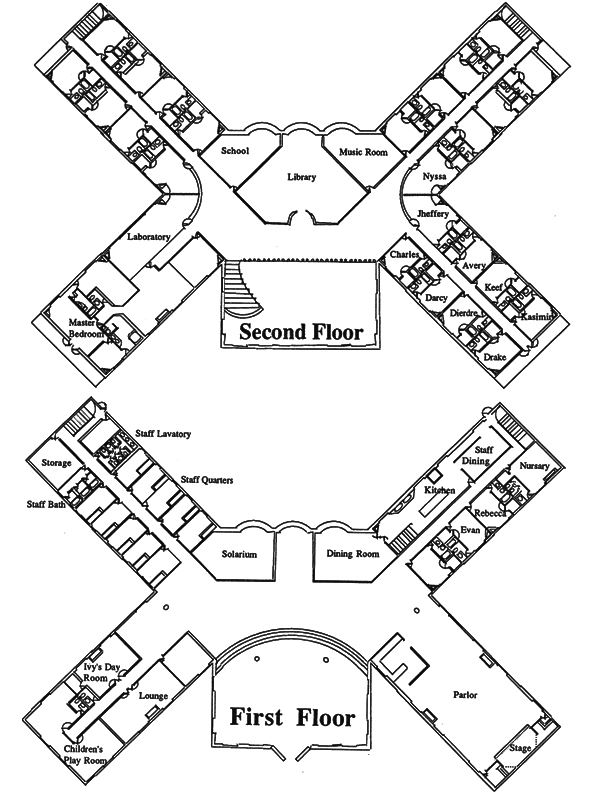 School
Music Room
Library
Nyssa
Jheffery
Laboratory
Charles
Avery
Keef
Darcy
Dierdre
Kasimir
Master
Bedroom
Drake
Second Floor
Staff Lavatory
Storage
Staff
Dining
Nursary
Staff Quarters
Kitchen
Staff Bath
Rebecca
Evan
Solarium
Dining Room
Ivy's Day
Room
Lounge
Parlor
First Floor
Children's
Play Room
Stage